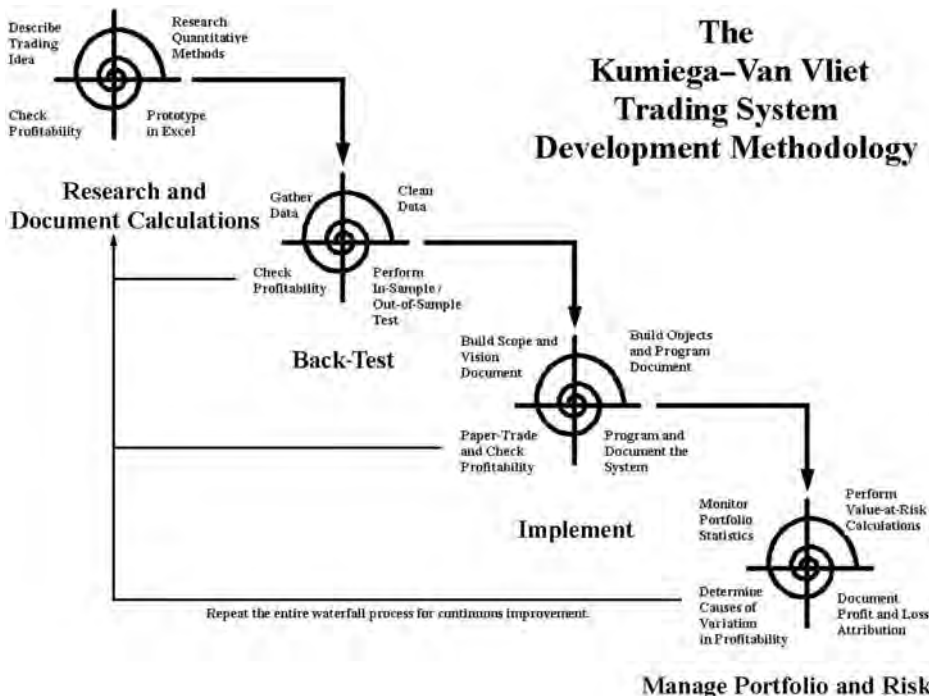 The
Kumiega–Van Vliet
Trading System
Development Methodology
Describe
Trading
Idea
Research
Quantitative
Methods
Check
Profitability
Prototype
in Excel
Research and
Document Calculations
Gather
Data
Clean
Data
Check
Profitability
Perform
In-Sample /
Out-of-Sample
Test
Back-Test
Build Scope and
Vision
Document
Build Objects
and Program
Document
Paper-Trade
and Check
Profitability
Program and
Document the
System
Implement
Monitor
Portfolio
Statistics
Perform
Value-at-Risk
Calculations
Determine
Causes of
Variation
in Profitability
Document
Profit and Loss
Attribution
Repeat the entire waterfall process for continuous improvement.
Manage Portfolio and Risk